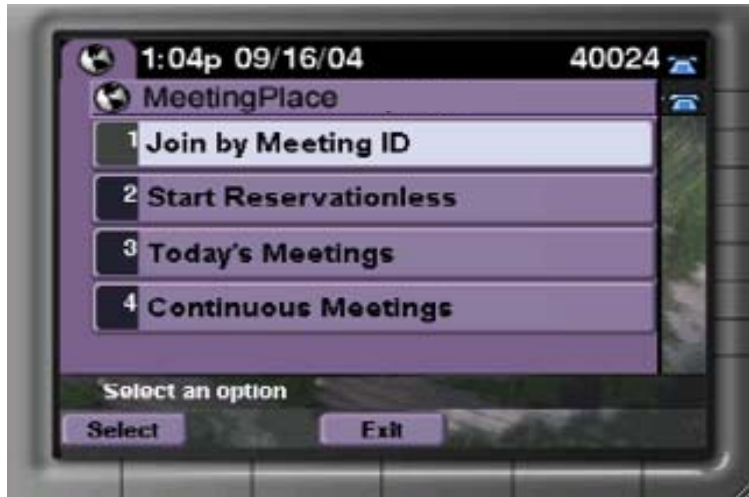 1:04p 09/16/04 40024
MeetingPlace
1 Join by Meeting ID
2 Start Reservationless
3 Today's Meetings
4 Continuous Meetings
Select an option
Select Exit